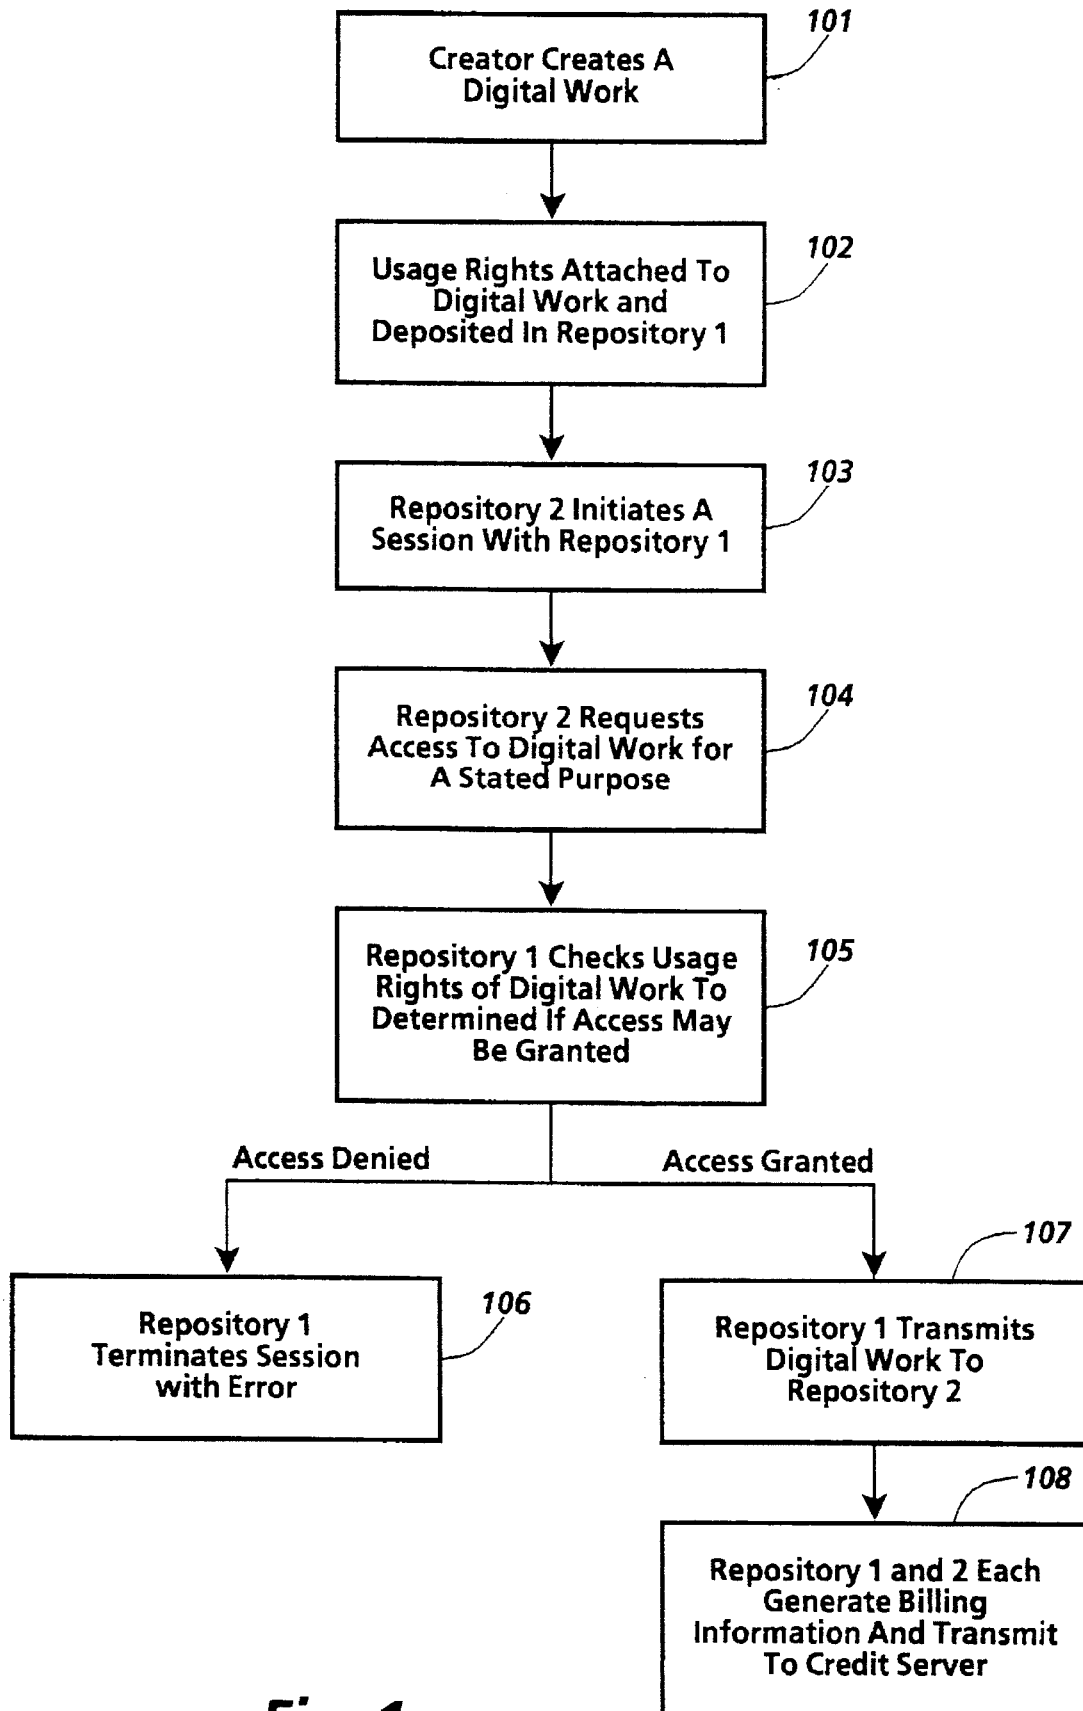 101
Creator Creates A
Digital Work
102
Usage Rights Attached To
Digital Work and
Deposited In Repository 1
103
Repository 2 Initiates A
Session With Repository 1
104
Repository 2 Requests
Access To Digital Work for
A Stated Purpose
105
Repository 1 Checks Usage
Rights of Digital Work To
Determined If Access May
Be Granted
Access Denied
Access Granted
106
Repository 1
Terminates Session
with Error
107
Repository 1 Transmits
Digital Work To
Repository 2
108
Repository 1 and 2 Each
Generate Billing
Information And Transmit
To Credit Server